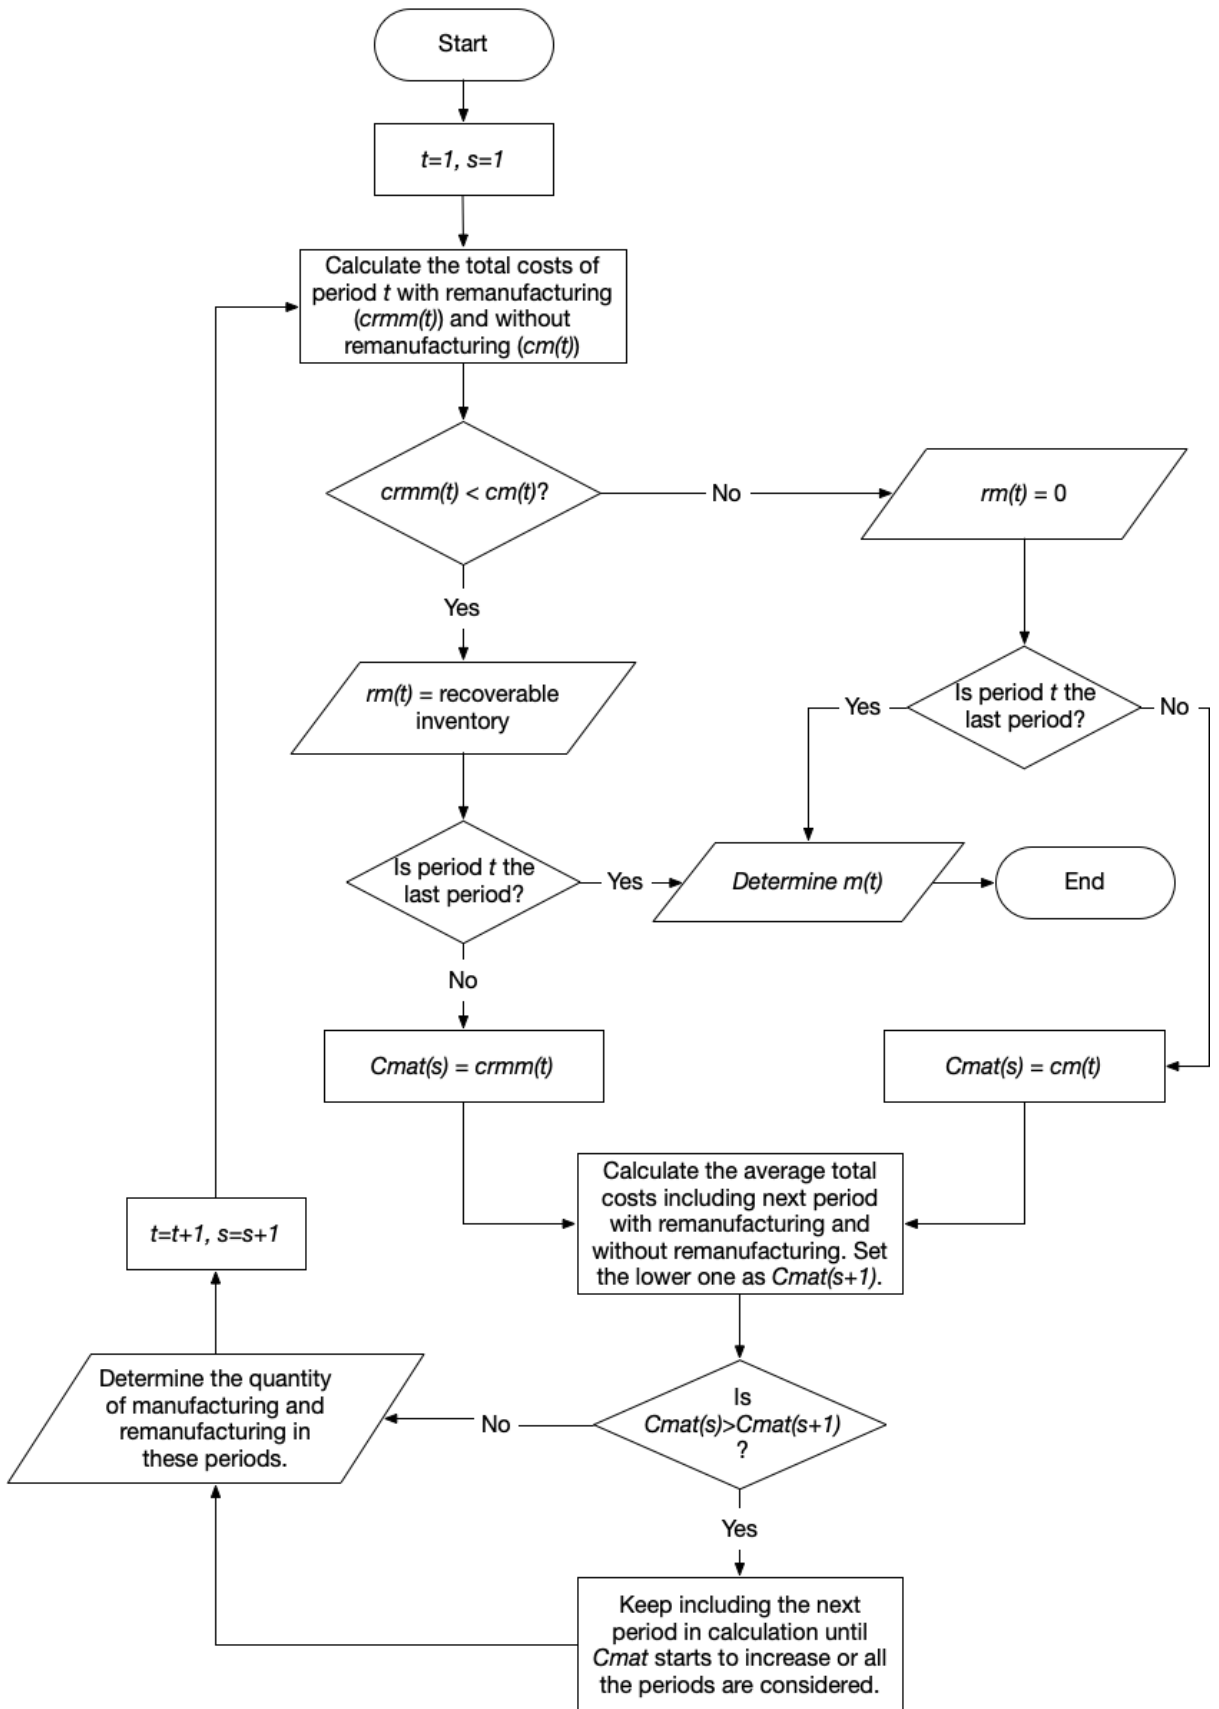 Start
t=1, s=1
Calculate the total costs of
period t with remanufacturing
(crmm(t)) and without
remanufacturing (cm(t))
crmm(t) < cm(t)?
No
rm(t) = 0
Yes
rm(t) = recoverable
inventory
Is period t the
last period?
Yes
No
Is period t the
last period?
Yes
Determine m(t)
End
No
Cmat(s) = crmm(t)
Cmat(s) = cm(t)
Calculate the average total
costs including next period
with remanufacturing and
without remanufacturing. Set
the lower one as Cmat(s+1).
t=t+1, s=s+1
Determine the quantity
of manufacturing and
remanufacturing in
these periods.
No
Is
Cmat(s)>Cmat(s+1)
?
Yes
Keep including the next
period in calculation until
Cmat starts to increase or all
the periods are considered.